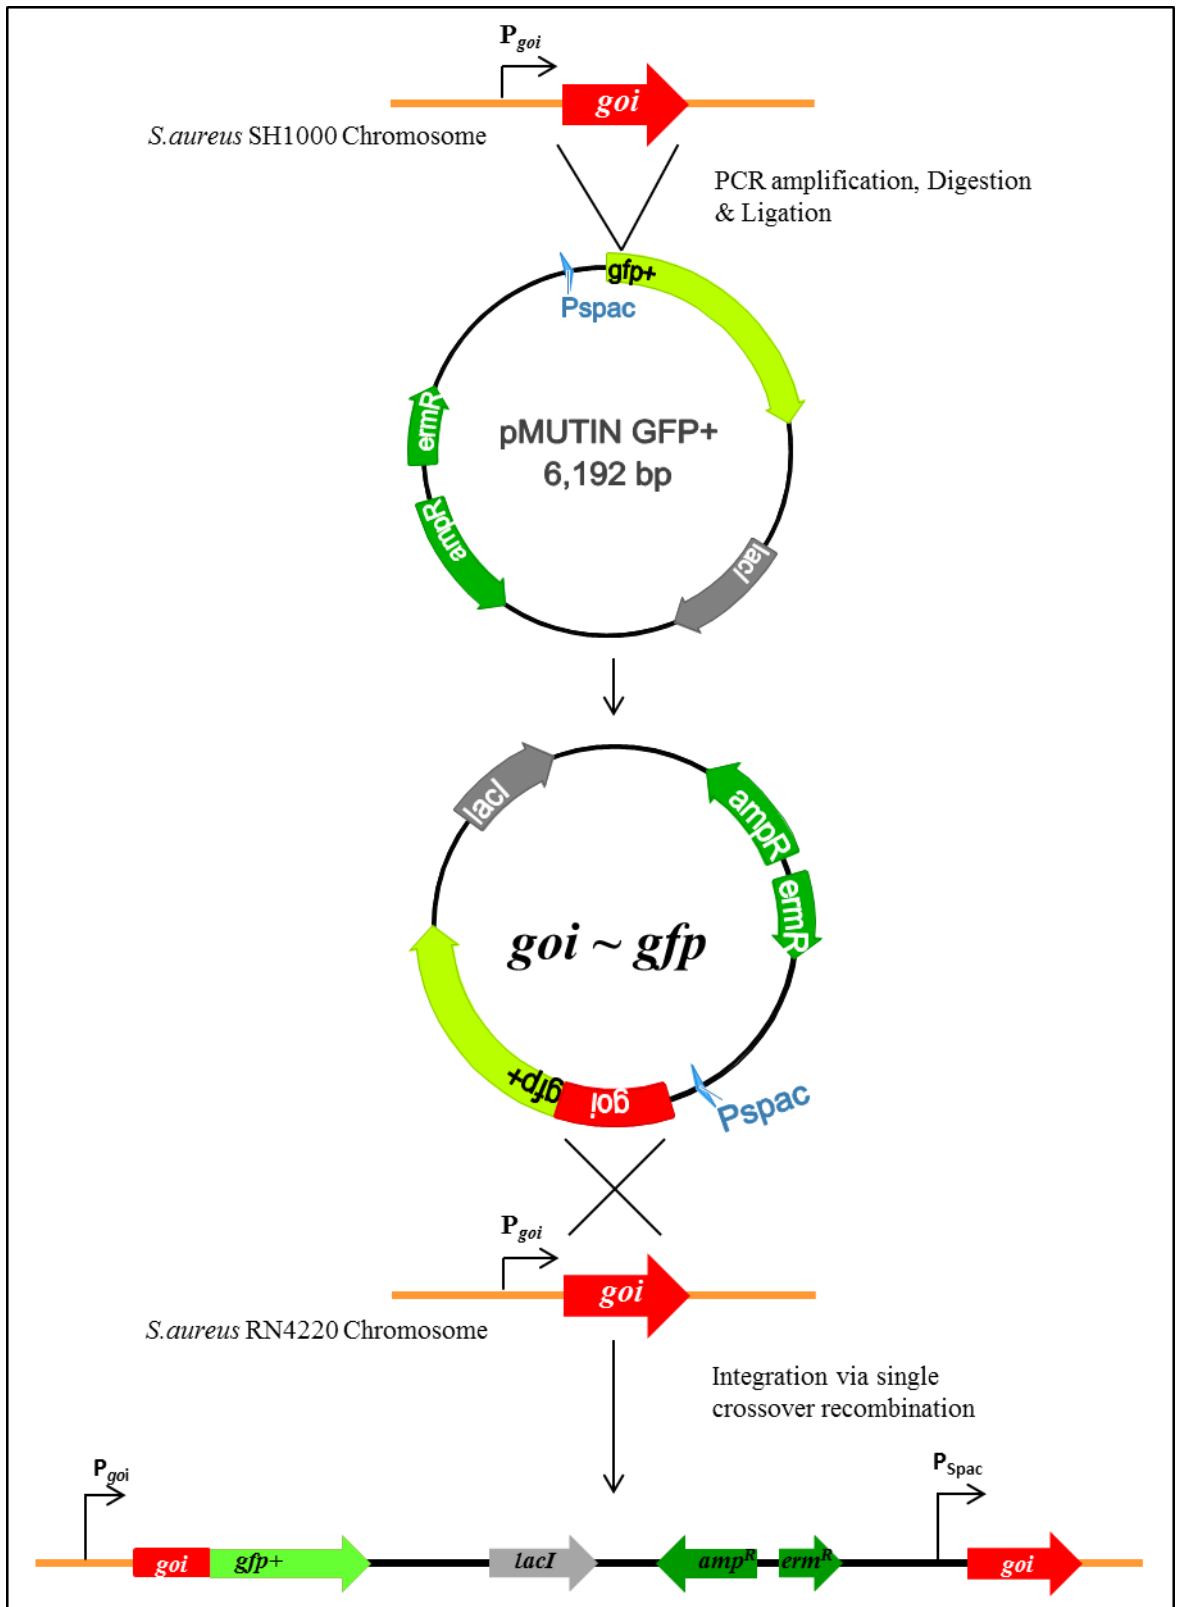 Pgoi
goi
S.aureus SH1000 Chromosome
PCR amplification, Digestion
& Ligation
gfp+
Pspac
ermR
pMUTIN GFP+
6,192 bp
ampR
lacI
lacI
ampR
ermR
goi ~ gfp
gfp+
goi
Pspac
Pgoi
goi
S.aureus RN4220 Chromosome
Integration via single
crossover recombination
Pgoi
PSpac
goi gfp+ lacI ampR ermR goi